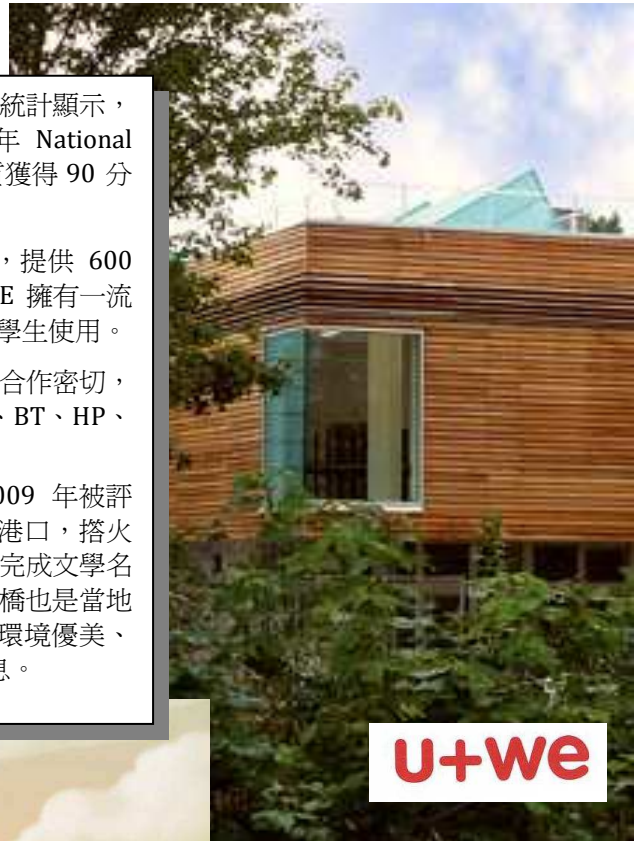 統計顯示，
年 National
獲得 90 分
，提供 600
E 擁有一流
學生使用。
合作密切，
、BT、HP、
009 年被評
港口，搭火
完成文學名
橋也是當地
環境優美、
u+we